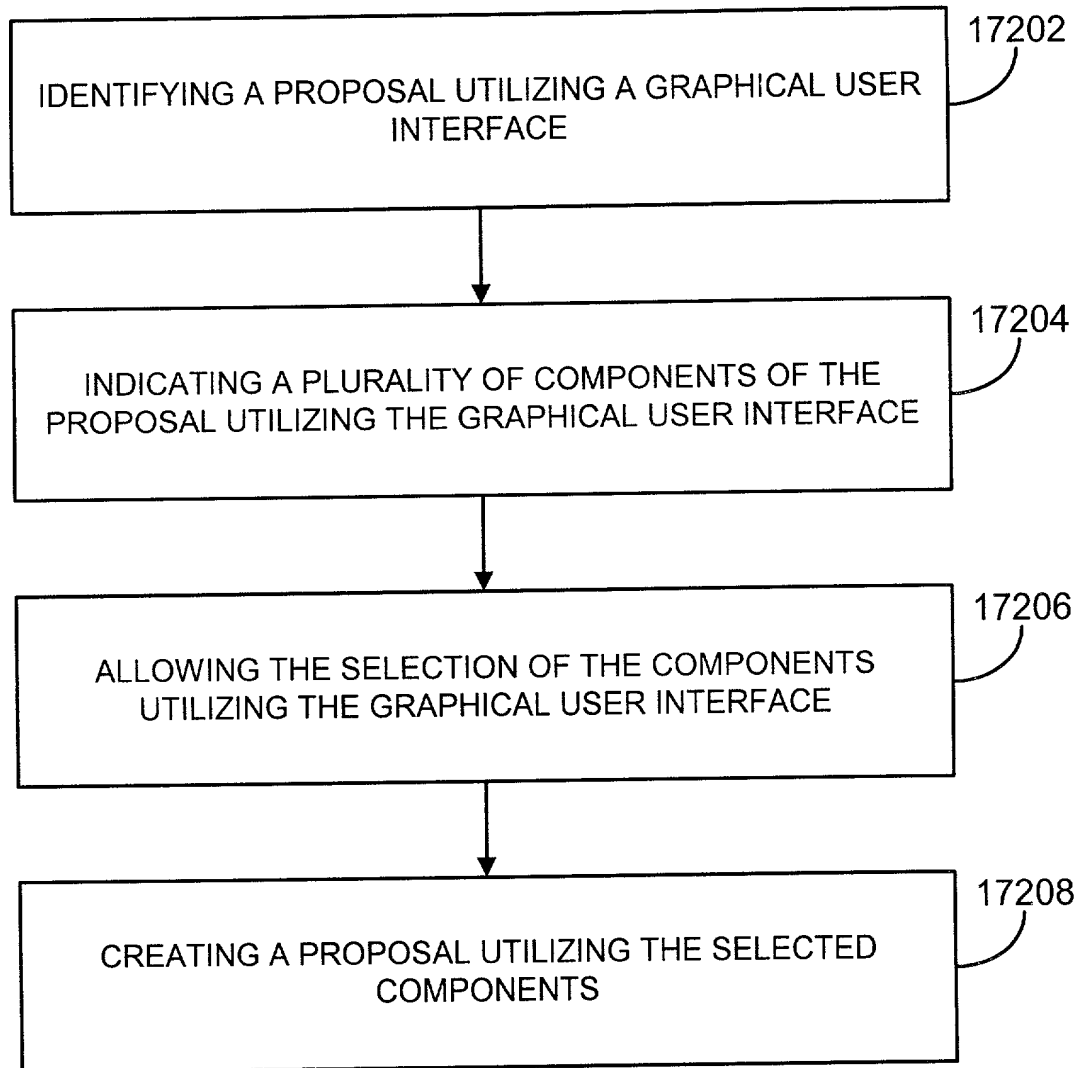 17202
IDENTIFYING A PROPOSAL UTILIZING A GRAPHICAL USER
INTERFACE
17204
INDICATING A PLURALITY OF COMPONENTS OF THE
PROPOSAL UTILIZING THE GRAPHICAL USER INTERFACE
17206
ALLOWING THE SELECTION OF THE COMPONENTS
UTILIZING THE GRAPHICAL USER INTERFACE
17208
CREATING A PROPOSAL UTILIZING THE SELECTED
COMPONENTS